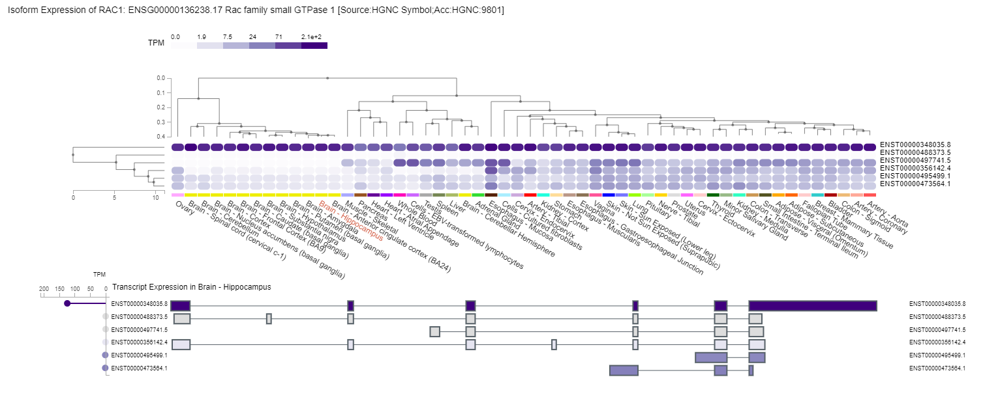 Isoform Expression of RAC1: ENSG00000136238.17 Rac family small GTPase 1 [Source:HGNC Symbol;Acc:HGNC:9801]
TPM
0.0 1.9 7.5 24 71 2.1e+2
0.0
0.1
0.2
0.3
0.4
ENST00000348035.8
ENST00000488373.5
ENST00000497741.5
ENST00000356142.4
ENST00000495499.1
ENST00000473564.1
0 5 10
Ovary
Brain - Spinal cord (cervical c-1)
Brain - Cerebellum
Brain - Cortex
Brain - Nucleus accumbens (basal ganglia)
Brain - Frontal Cortex (BA9)
Brain - Caudate (basal ganglia)
Brain - Substantia nigra
Brain - Hypothalamus
Brain - Putamen (basal ganglia)
Brain - Amygdala
Brain - Hippocampus
Brain - Anterior cingulate cortex (BA24)
Muscle - Skeletal
Pancreas
Heart - Left Ventricle
Heart - Atrial Appendage
Whole Blood
Cells - EBV-transformed lymphocytes
Testis
Spleen
Liver
Brain - Cerebellar Hemisphere
Adrenal Gland
Esophagus - Mucosa
Cells - Cultured fibroblasts
Cervix - Endocervix
Artery - Tibial
Kidney - Cortex
Stomach
Esophagus - Muscularis
Esophagus - Gastroesophageal Junction
Vagina
Skin - Not Sun Exposed (Suprapubic)
Skin - Sun Exposed (Lower leg)
Lung
Pituitary
Nerve - Tibial
Prostate
Uterus
Cervix - Ectocervix
Thyroid
Minor Salivary Gland
Kidney - Medulla
Colon - Transverse
Small Intestine - Terminal Ileum
Adipose - Visceral (Omentum)
Adipose - Subcutaneous
Fallopian Tube
Bladder
Breast - Mammary Tissue
Colon - Sigmoid
Artery - Coronary
Artery - Aorta
TPM
200 150 100 50 0
Transcript Expression in Brain - Hippocampus
ENST00000348035.8 ENST00000348035.8
ENST00000488373.5 ENST00000488373.5
ENST00000497741.5 ENST00000497741.5
ENST00000356142.4 ENST00000356142.4
ENST00000495499.1 ENST00000495499.1
ENST00000473564.1 ENST00000473564.1